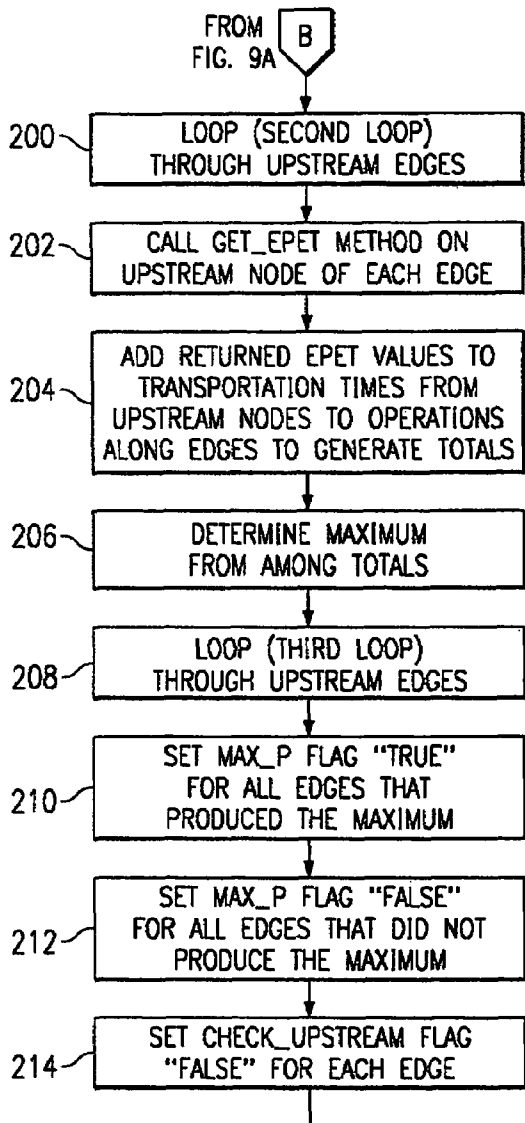 FROM
FIG. 9A
B
200
LOOP (SECOND LOOP)
THROUGH UPSTREAM EDGES
202
CALL GET_EPET METHOD ON
UPSTREAM NODE OF EACH EDGE
204
ADD RETURNED EPET VALUES TO
TRANSPORTATION TIMES FROM
UPSTREAM NODES TO OPERATIONS
ALONG EDGES TO GENERATE TOTALS
206
DETERMINE MAXIMUM
FROM AMONG TOTALS
208
LOOP (THIRD LOOP)
THROUGH UPSTREAM EDGES
210
SET MAX_P FLAG "TRUE"
FOR ALL EDGES THAT
PRODUCED THE MAXIMUM
212
SET MAX_P FLAG "FALSE"
FOR ALL EDGES THAT DID NOT
PRODUCE THE MAXIMUM
214
SET CHECK_UPSTREAM FLAG
"FALSE" FOR EACH EDGE